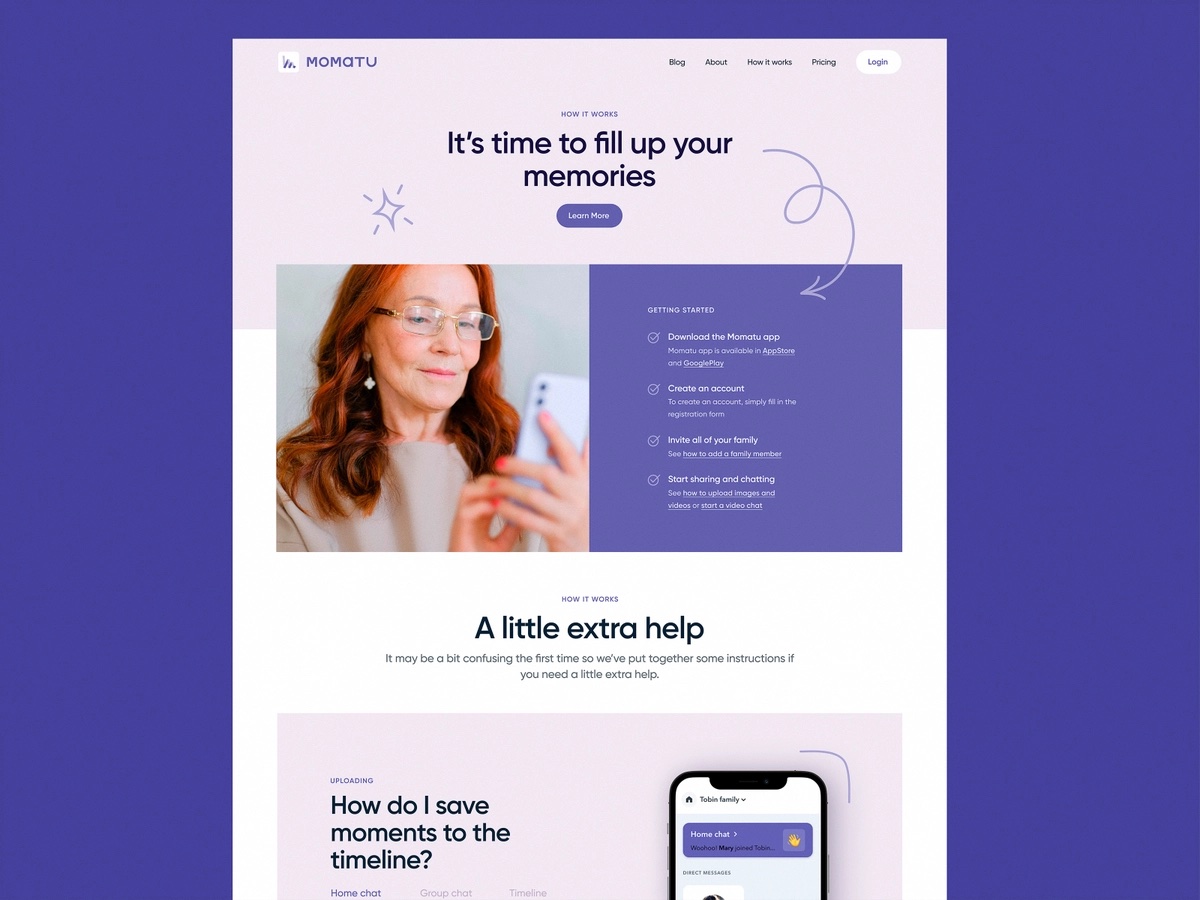 MOMATU
Blog
About
How it works
Pricing
Login
HOW IT WORKS
It's time to fill up your
memories
Learn More
GETTING STARTED
Download the Momatu app
Momatu app is available in AppStore
and GooglePlay
Create an account
To create an account, simply fill in the
registration form
Invite all of your family
See how to add a family member
Start sharing and chatting
See how to upload images and
videos or start a video chat
HOW IT WORKS
A little extra help
It may be a bit confusing the first time so we've put together some instructions if
you need a little extra help.
UPLOADING
How do I save
moments to the
timeline?
Home chat
Group chat
Timeline
Tobin family
Home chat
Woohoo! Mary joined Tobin...
DIRECT MESSAGES